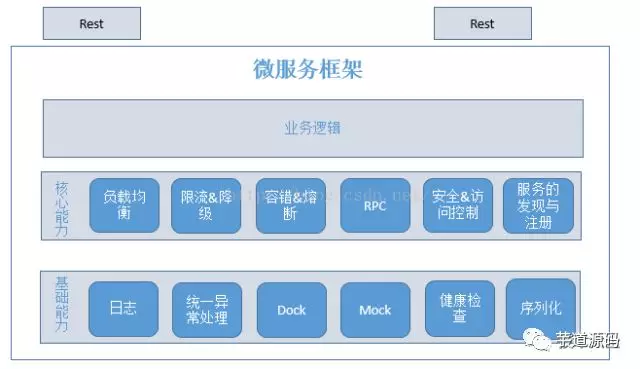 Rest
Rest
微服务框架
业务逻辑
核心能力
负载均
衡
限流&降
级
容错&熔
断
RPC
安全&访
问控制
服务的
发现与
注册
基础能力
日志
统一异
常处理
Dock
Mock
健康检
查
序列化
芋道源码